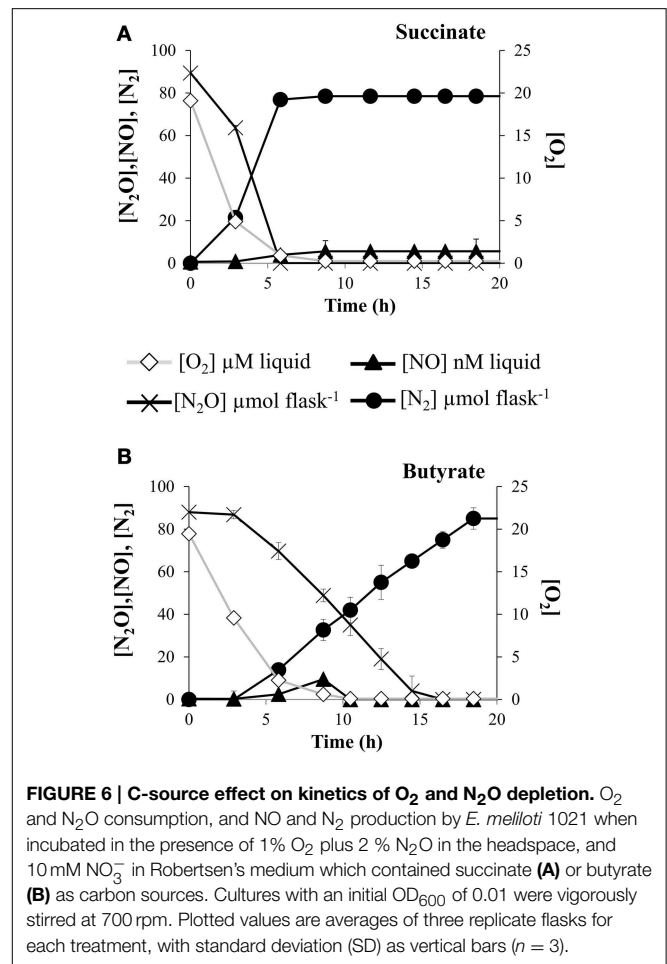 A
Succinate
100
80
60
40
20
0
[N₂O],[NO], [N₂]
25
20
15
10
5
0
[O₂]
0 5 10 15 20
Time (h)
[O₂] µM liquid [NO] nM liquid
[N₂O] µmol flask⁻¹ [N₂] µmol flask⁻¹
B
Butyrate
100
80
60
40
20
0
[N₂O],[NO], [N₂]
25
20
15
10
5
0
[O₂]
0 5 10 15 20
Time (h)
FIGURE 6 | C-source effect on kinetics of O₂ and N₂O depletion. O₂
and N₂O consumption, and NO and N₂ production by E. meliloti 1021 when
incubated in the presence of 1% O₂ plus 2 % N₂O in the headspace, and
10 mM NO₃⁻ in Robertsen's medium which contained succinate (A) or butyrate
(B) as carbon sources. Cultures with an initial OD₆₀₀ of 0.01 were vigorously
stirred at 700 rpm. Plotted values are averages of three replicate flasks for
each treatment, with standard deviation (SD) as vertical bars (n = 3).